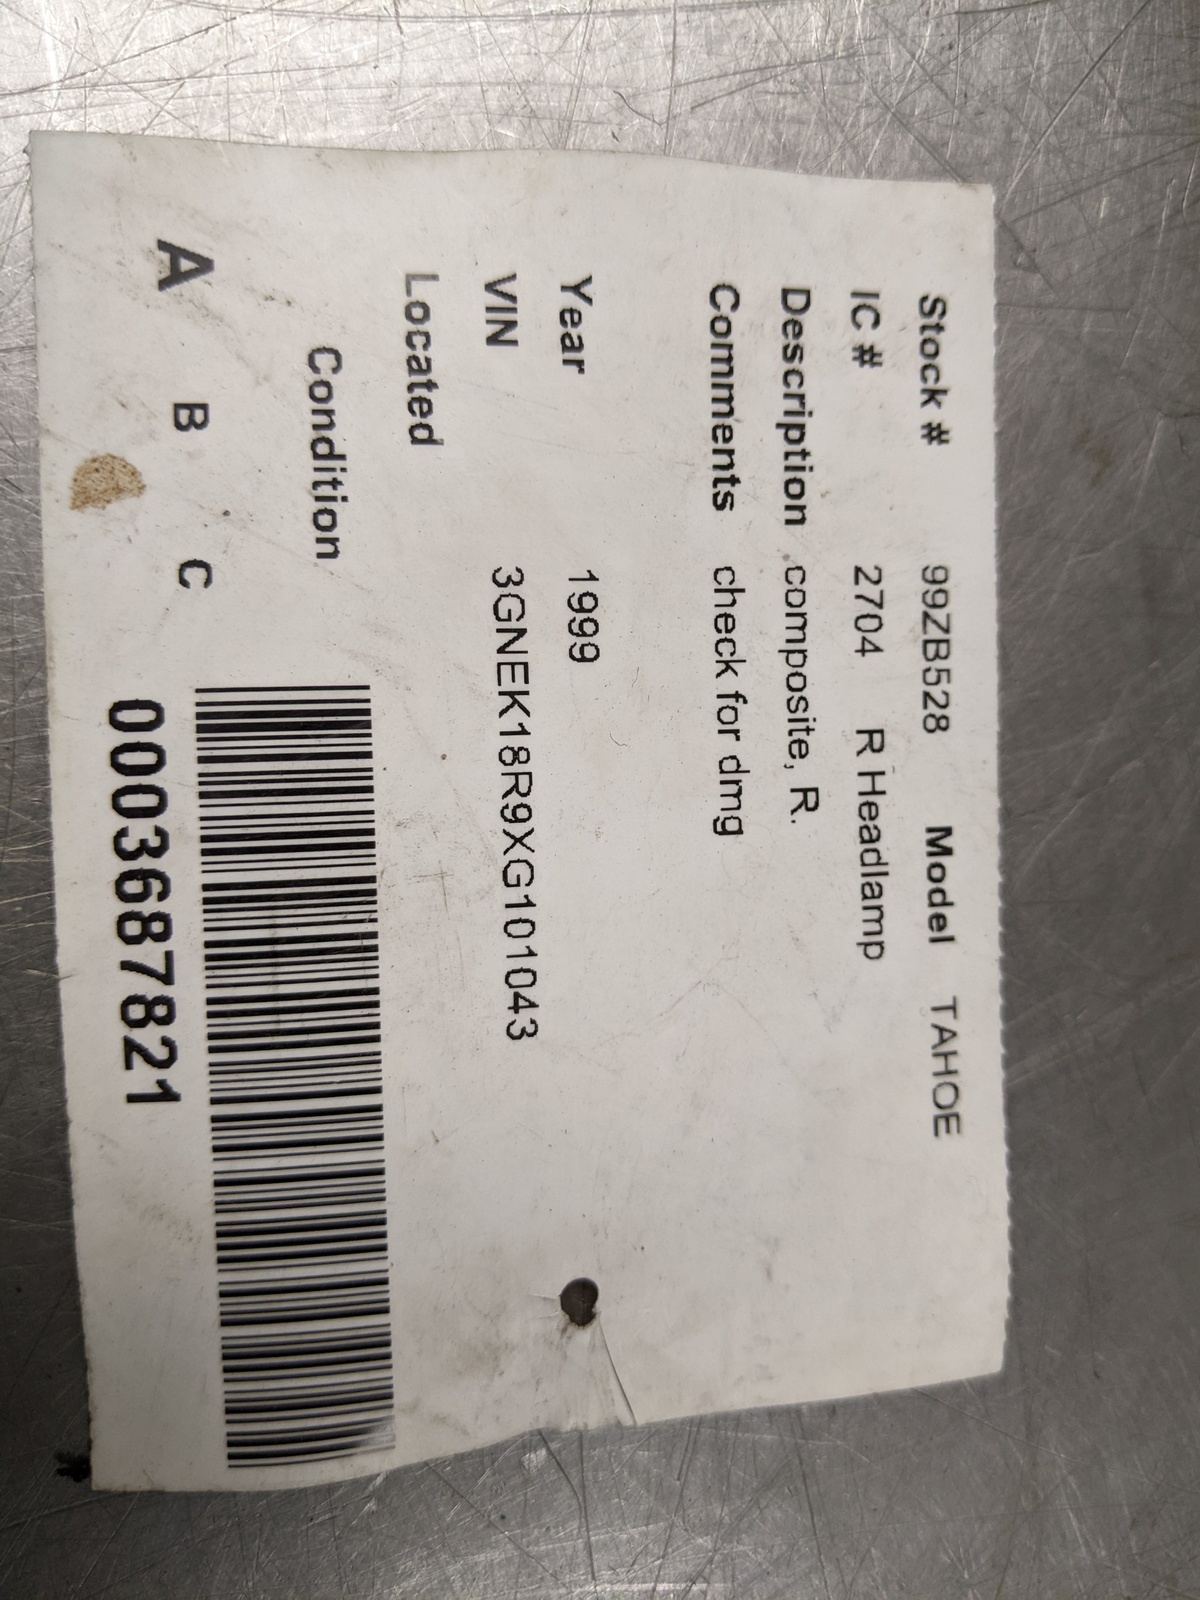 Stock # 99ZB528 Model TAHOE
IC # 2704 R Headlamp
Description composite, R.
Comments check for dmg
Year 1999
VIN 3GNEK18R9XG101043
Located
Condition
A B C
0003687821